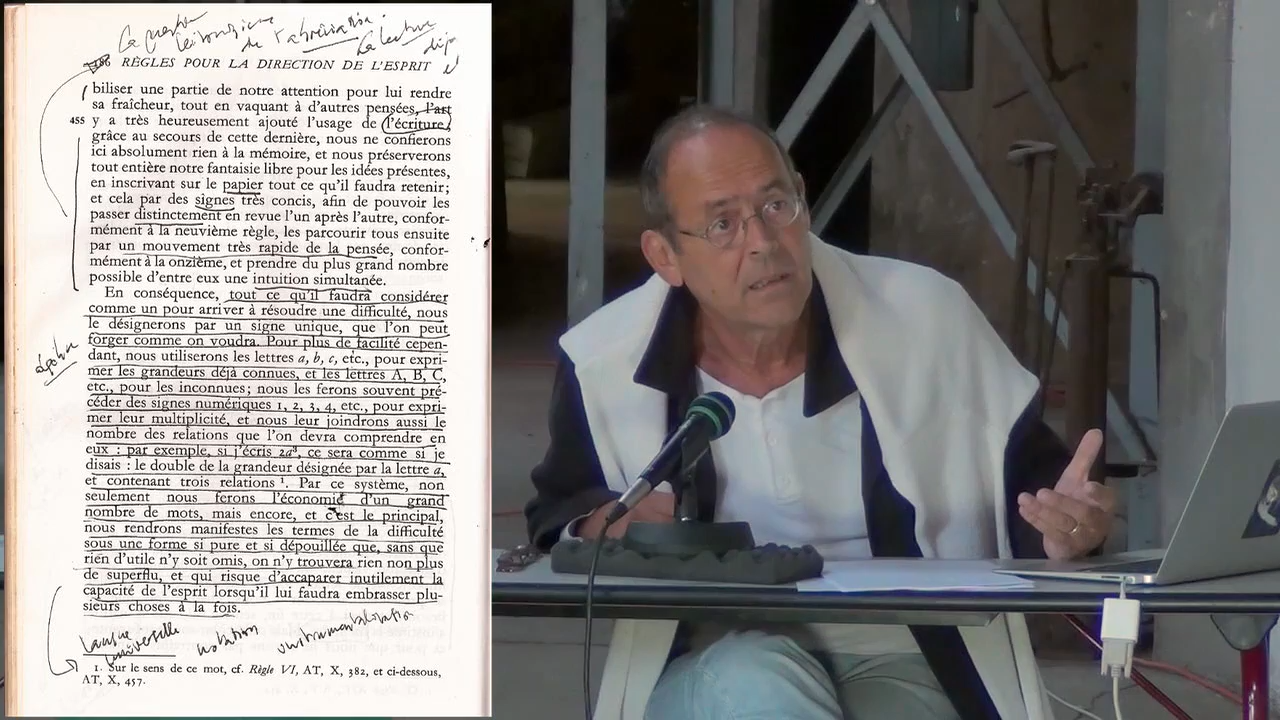 La question
leibnizienne
de l'abréviation.
La lecture
RÈGLES POUR LA DIRECTION DE L'ESPRIT
biliser une partie de notre attention pour lui rendre
sa fraîcheur, tout en vaquant à d'autres pensées, l'art
455 y a très heureusement ajouté l'usage de l'écriture;
grâce au secours de cette dernière, nous ne confierons
ici absolument rien à la mémoire, et nous préserverons
tout entière notre fantaisie libre pour les idées présentes,
en inscrivant sur le papier tout ce qu'il faudra retenir;
et cela par des signes très concis, afin de pouvoir les
passer distinctement en revue l'un après l'autre, confor-
mément à la neuvième règle, les parcourir tous ensuite
par un mouvement très rapide de la pensée, confor-
mément à la onzième, et prendre du plus grand nombre
possible d'entre eux une intuition simultanée.
En conséquence, tout ce qu'il faudra considérer
comme un pour arriver à résoudre une difficulté, nous
le désignerons par un signe unique, que l'on peut
forger comme on voudra. Pour plus de facilité cepen-
dant, nous utiliserons les lettres a, b, c, etc., pour expri-
mer les grandeurs déjà connues, et les lettres A, B, C,
etc., pour les inconnues; nous les ferons souvent pré-
céder des signes numériques 1, 2, 3, 4, etc., pour expri-
mer leur multiplicité, et nous leur joindrons aussi le
nombre des relations que l'on devra comprendre en
eux : par exemple, si j'écris 2a³, ce sera comme si je
disais : le double de la grandeur désignée par la lettre a,
et contenant trois relations ¹. Par ce système, non
seulement nous ferons l'économie d'un grand
nombre de mots, mais encore, et c'est le principal,
nous rendrons manifestes les termes de la difficulté
sous une forme si pure et si dépouillée que, sans que
rien d'utile n'y soit omis, on n'y trouvera rien non plus
de superflu, et qui risque d'accaparer inutilement la
capacité de l'esprit lorsqu'il lui faudra embrasser plu-
sieurs choses à la fois.
Langue
universelle
notation
instrumentalisation
1. Sur le sens de ce mot, cf. Règle VI, AT, X, 382, et ci-dessous,
AT, X, 457.